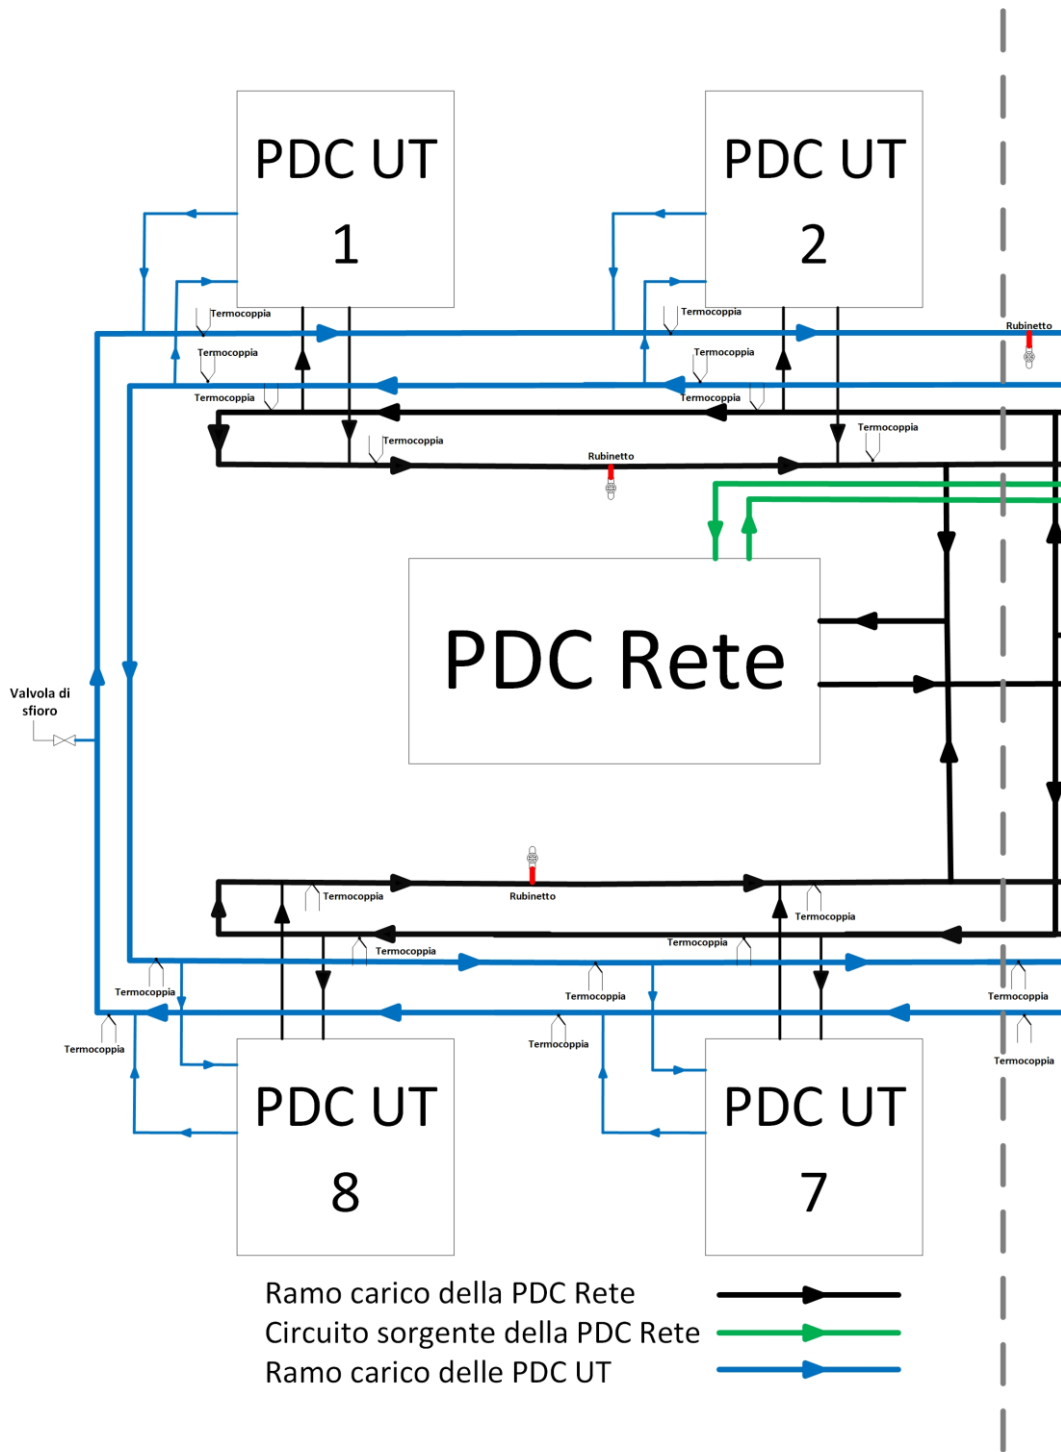 PDC UT
1
PDC UT
2
Termocoppia
Termocoppia
Rubinetto
Termocoppia
Termocoppia
Termocoppia
Termocoppia
Termocoppia
Termocoppia
Rubinetto
PDC Rete
Valvola di
sfioro
Termocoppia
Rubinetto
Termocoppia
Termocoppia
Termocoppia
Termocoppia
Termocoppia
Termocoppia
Termocoppia
Termocoppia
Termocoppia
PDC UT
8
PDC UT
7
Ramo carico della PDC Rete
Circuito sorgente della PDC Rete
Ramo carico delle PDC UT